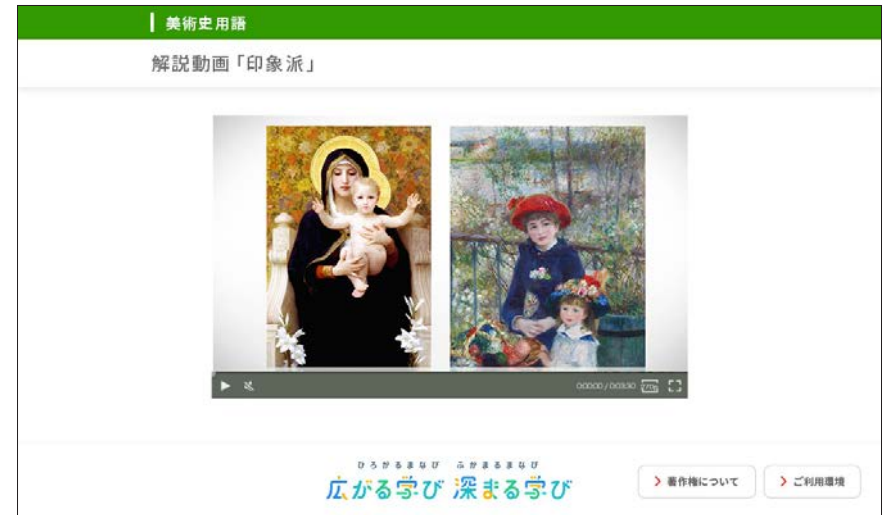 美術史用語
解説動画「印象派」
00:00:00 / 00:03:30
ひろがるまなび ふかまるまなび
広がる学び 深まる学び
著作権について
ご利用環境